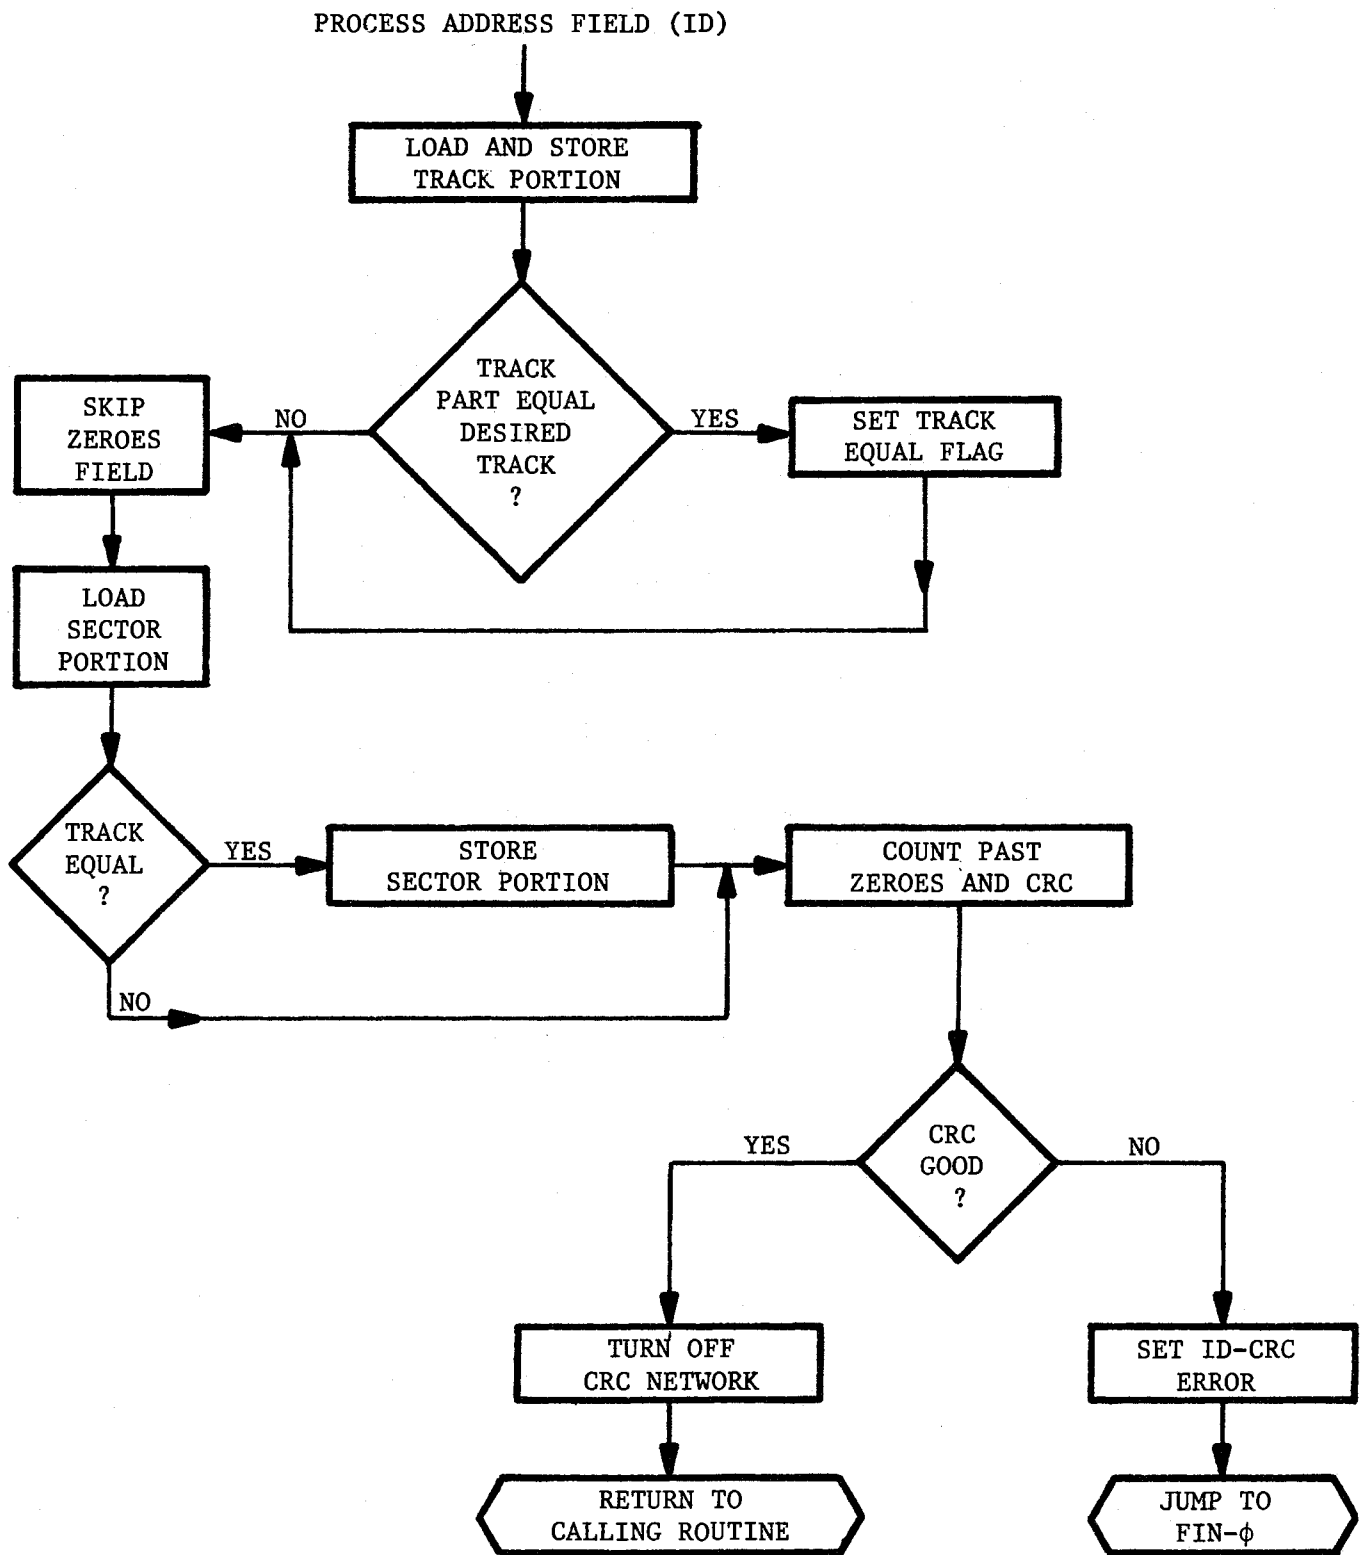 PROCESS ADDRESS FIELD (ID)
LOAD AND STORE
TRACK PORTION
TRACK
PART EQUAL
DESIRED
TRACK
?
NO
YES
SKIP
ZEROES
FIELD
SET TRACK
EQUAL FLAG
LOAD
SECTOR
PORTION
TRACK
EQUAL
?
YES
NO
STORE
SECTOR PORTION
COUNT PAST
ZEROES AND CRC
CRC
GOOD
?
YES
NO
TURN OFF
CRC NETWORK
SET ID-CRC
ERROR
RETURN TO
CALLING ROUTINE
JUMP TO
FIN-ϕ